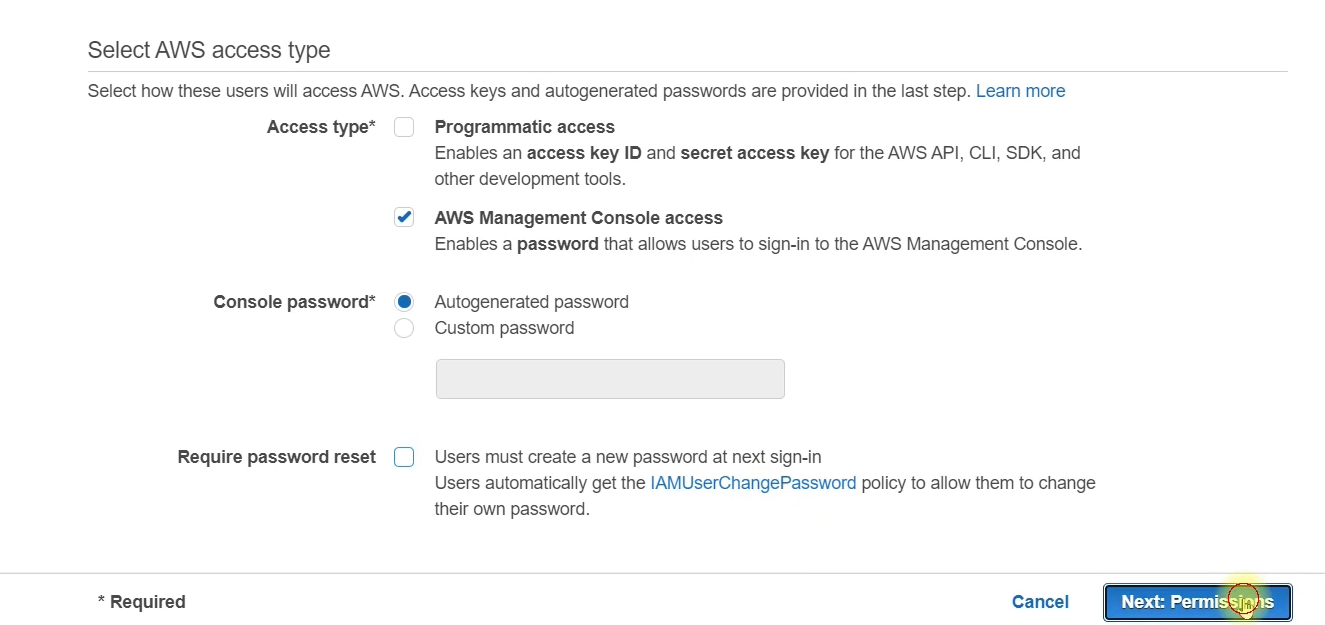 Select AWS access type
Select how these users will access AWS. Access keys and autogenerated passwords are provided in the last step. Learn more
Access type* Programmatic access
Enables an access key ID and secret access key for the AWS API, CLI, SDK, and
other development tools.
AWS Management Console access
Enables a password that allows users to sign-in to the AWS Management Console.
Console password* Autogenerated password
Custom password
Require password reset Users must create a new password at next sign-in
Users automatically get the IAMUserChangePassword policy to allow them to change
their own password.
* Required Cancel Next: Permissions